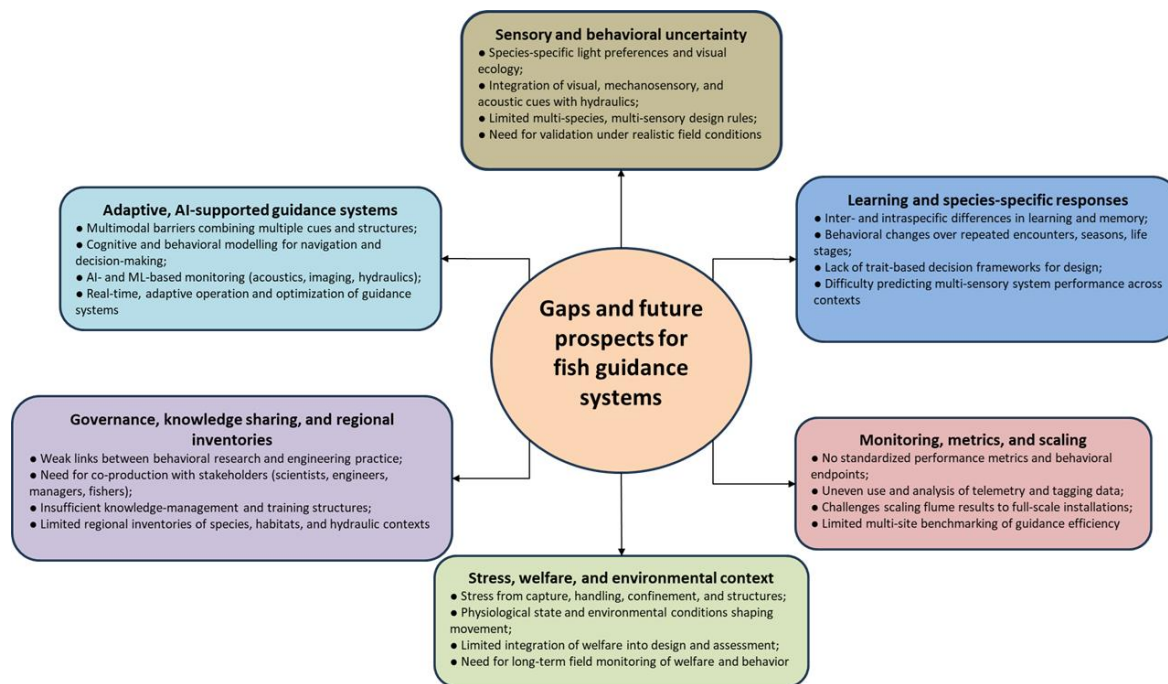 Sensory and behavioral uncertainty
● Species-specific light preferences and visual
ecology;
● Integration of visual, mechanosensory, and
acoustic cues with hydraulics;
● Limited multi-species, multi-sensory design rules;
● Need for validation under realistic field conditions
Adaptive, AI-supported guidance systems
● Multimodal barriers combining multiple cues and structures;
● Cognitive and behavioral modelling for navigation and
decision-making;
● AI- and ML-based monitoring (acoustics, imaging, hydraulics);
● Real-time, adaptive operation and optimization of guidance
systems
Learning and species-specific responses
● Inter- and intraspecific differences in learning and memory;
● Behavioral changes over repeated encounters, seasons, life
stages;
● Lack of trait-based decision frameworks for design;
● Difficulty predicting multi-sensory system performance across
contexts
Gaps and future
prospects for
fish guidance
systems
Governance, knowledge sharing, and regional
inventories
● Weak links between behavioral research and engineering practice;
● Need for co-production with stakeholders (scientists, engineers,
managers, fishers);
● Insufficient knowledge-management and training structures;
● Limited regional inventories of species, habitats, and hydraulic contexts
Monitoring, metrics, and scaling
● No standardized performance metrics and behavioral
endpoints;
● Uneven use and analysis of telemetry and tagging data;
● Challenges scaling flume results to full-scale installations;
● Limited multi-site benchmarking of guidance efficiency
Stress, welfare, and environmental context
● Stress from capture, handling, confinement, and structures;
● Physiological state and environmental conditions shaping
movement;
● Limited integration of welfare into design and assessment;
● Need for long-term field monitoring of welfare and behavior